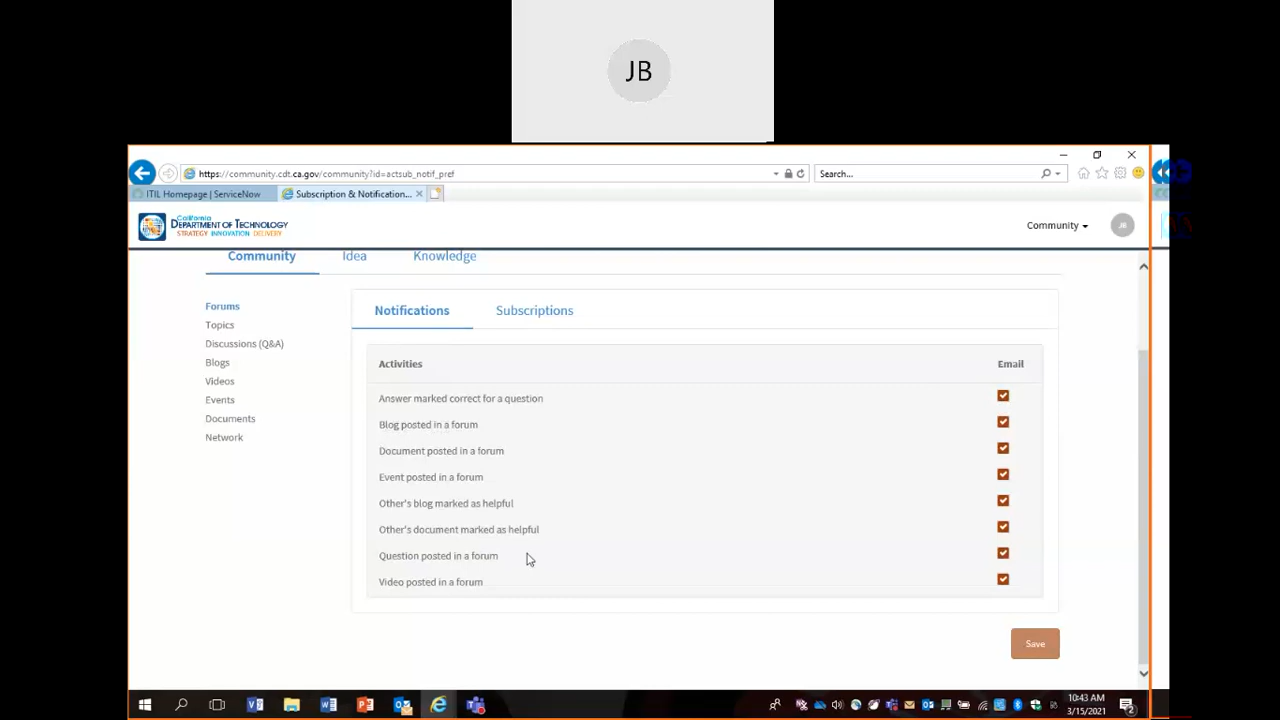 JB
https://community.cdt.ca.gov/community?id=actsub_notif_pref
Search...
ITIL Homepage | ServiceNow
Subscription & Notification...
California
DEPARTMENT OF TECHNOLOGY
STRATEGY INNOVATION DELIVERY
Community
JB
Community
Idea
Knowledge
Forums
Topics
Discussions (Q&A)
Blogs
Videos
Events
Documents
Network
Notifications
Subscriptions
Activities
Email
Answer marked correct for a question
Blog posted in a forum
Document posted in a forum
Event posted in a forum
Other's blog marked as helpful
Other's document marked as helpful
Question posted in a forum
Video posted in a forum
Save
10:43 AM
3/15/2021